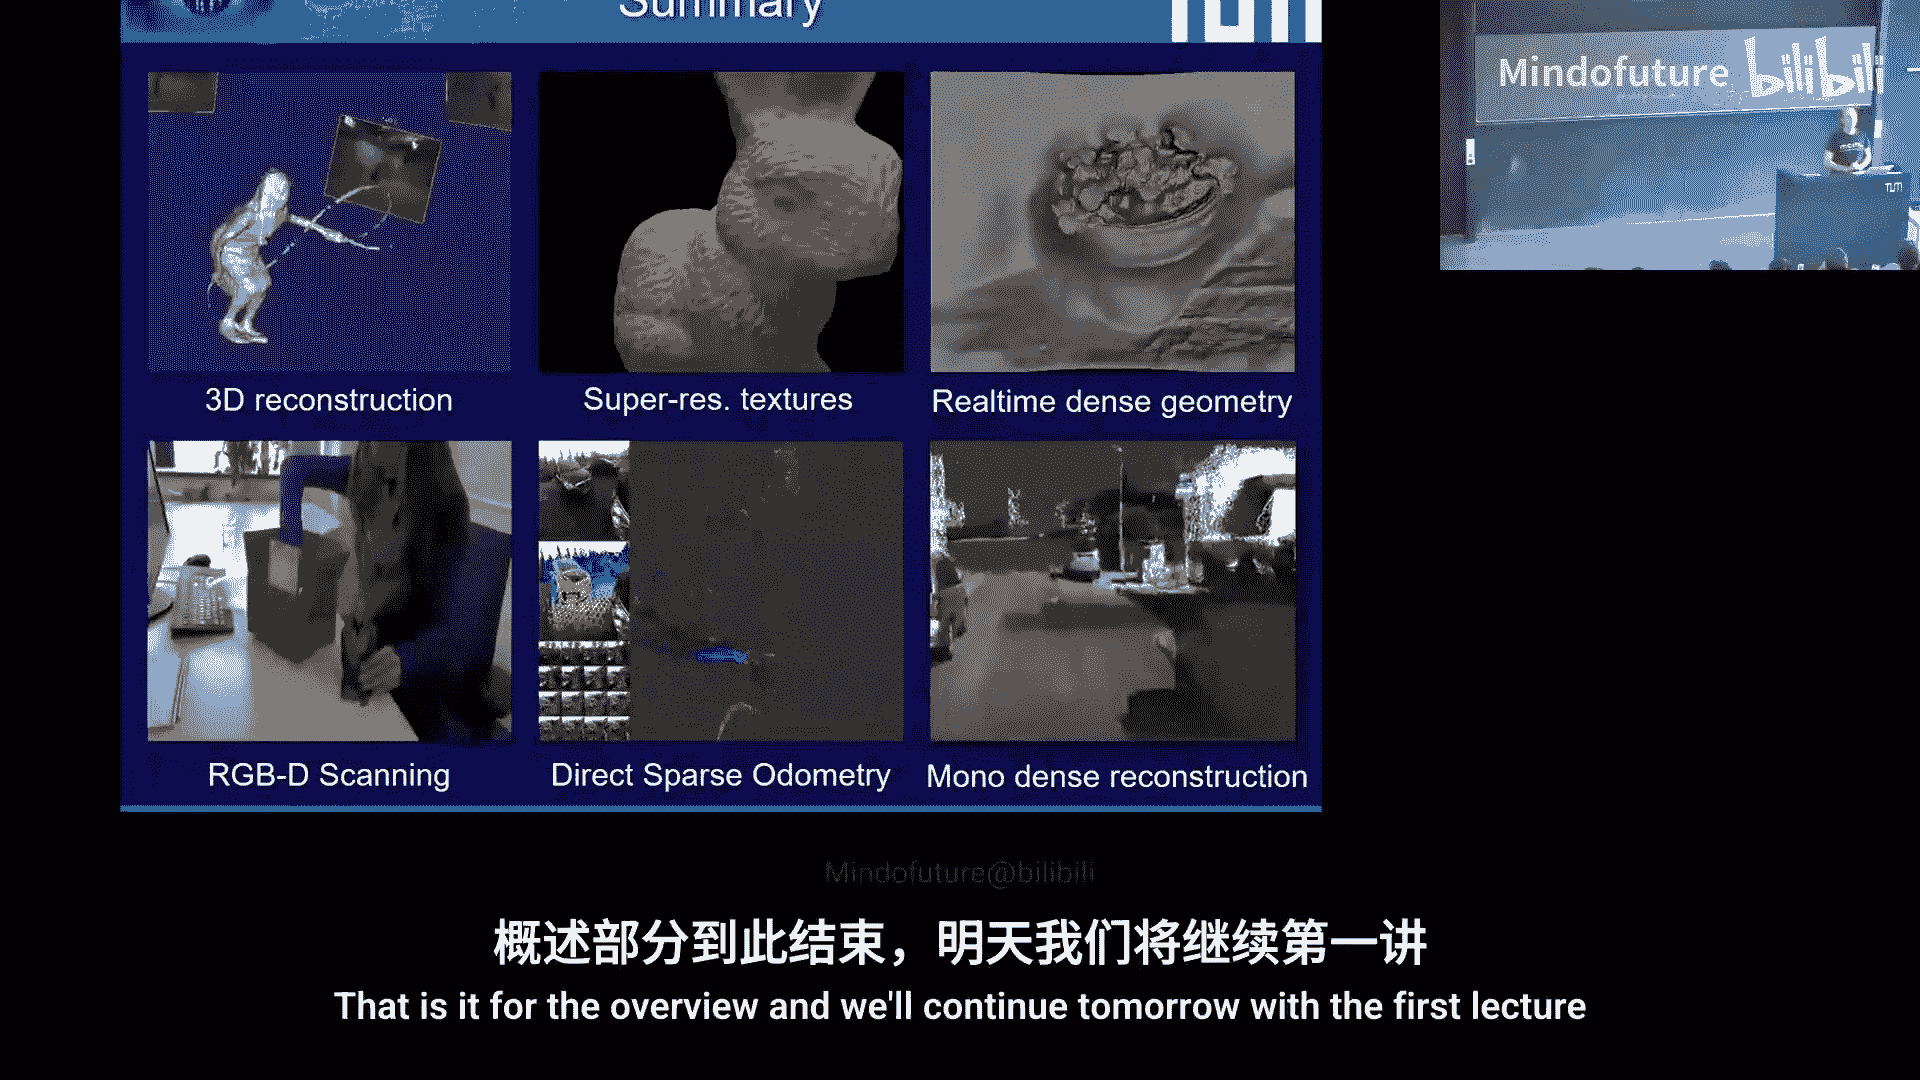 Summary
TUM
Mindofuture bilibili
TUM
3D reconstruction
Super-res. textures
Realtime dense geometry
RGB-D Scanning
Direct Sparse Odometry
Mono dense reconstruction
Mindofuture@bilibili
概述部分到此结束，明天我们将继续第一讲
That is it for the overview and we'll continue tomorrow with the first lecture